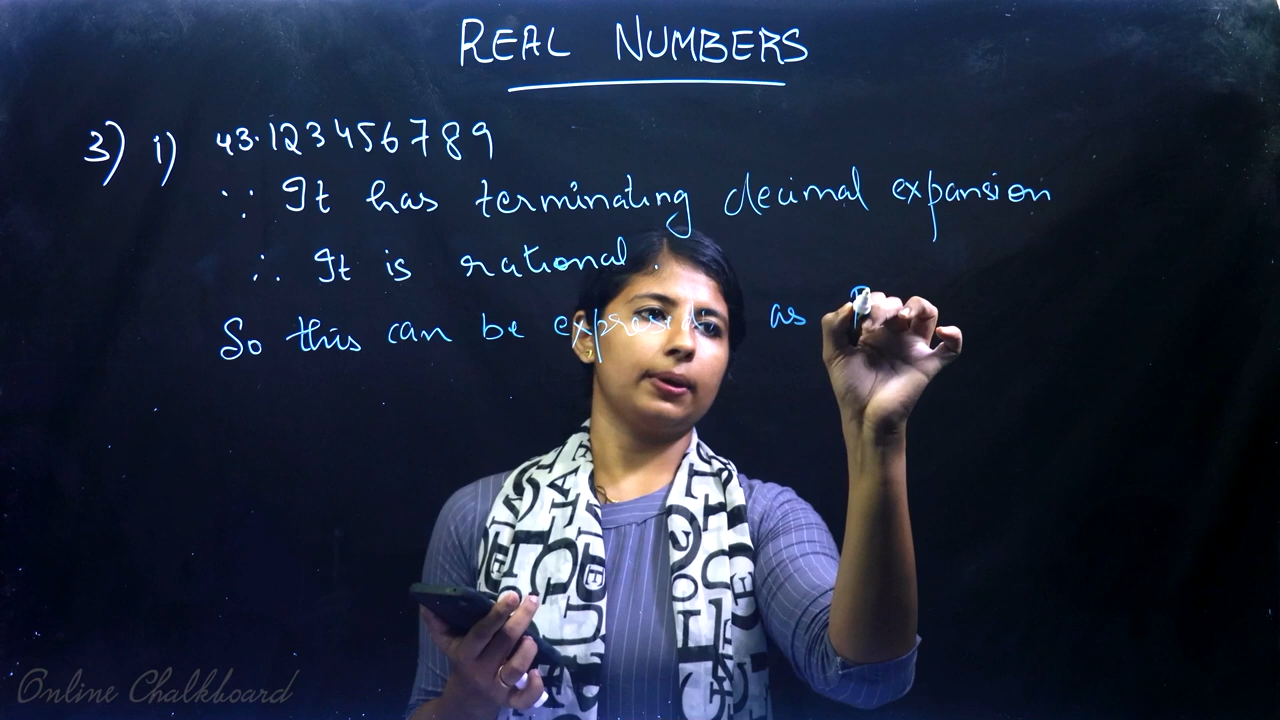 REAL NUMBERS
3) i) 43.123456789
∵ It has terminating decimal expansion
∴ It is rational.
So this can be expressed as P
Online Chalkboard